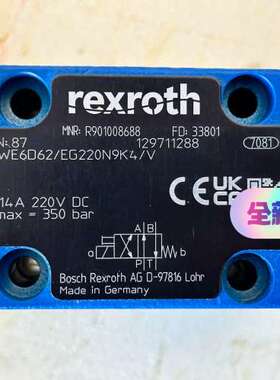 rexroth
MNR: R901008688 FD: 33801
N: 87 129711288 7081
WE6D62/EG220N9K4/V
14A 220V DC
max = 350 bar
UK
CE CA
A B
P T
a
Bosch Rexroth AG D-97816 Lohr
Made in Germany
全新